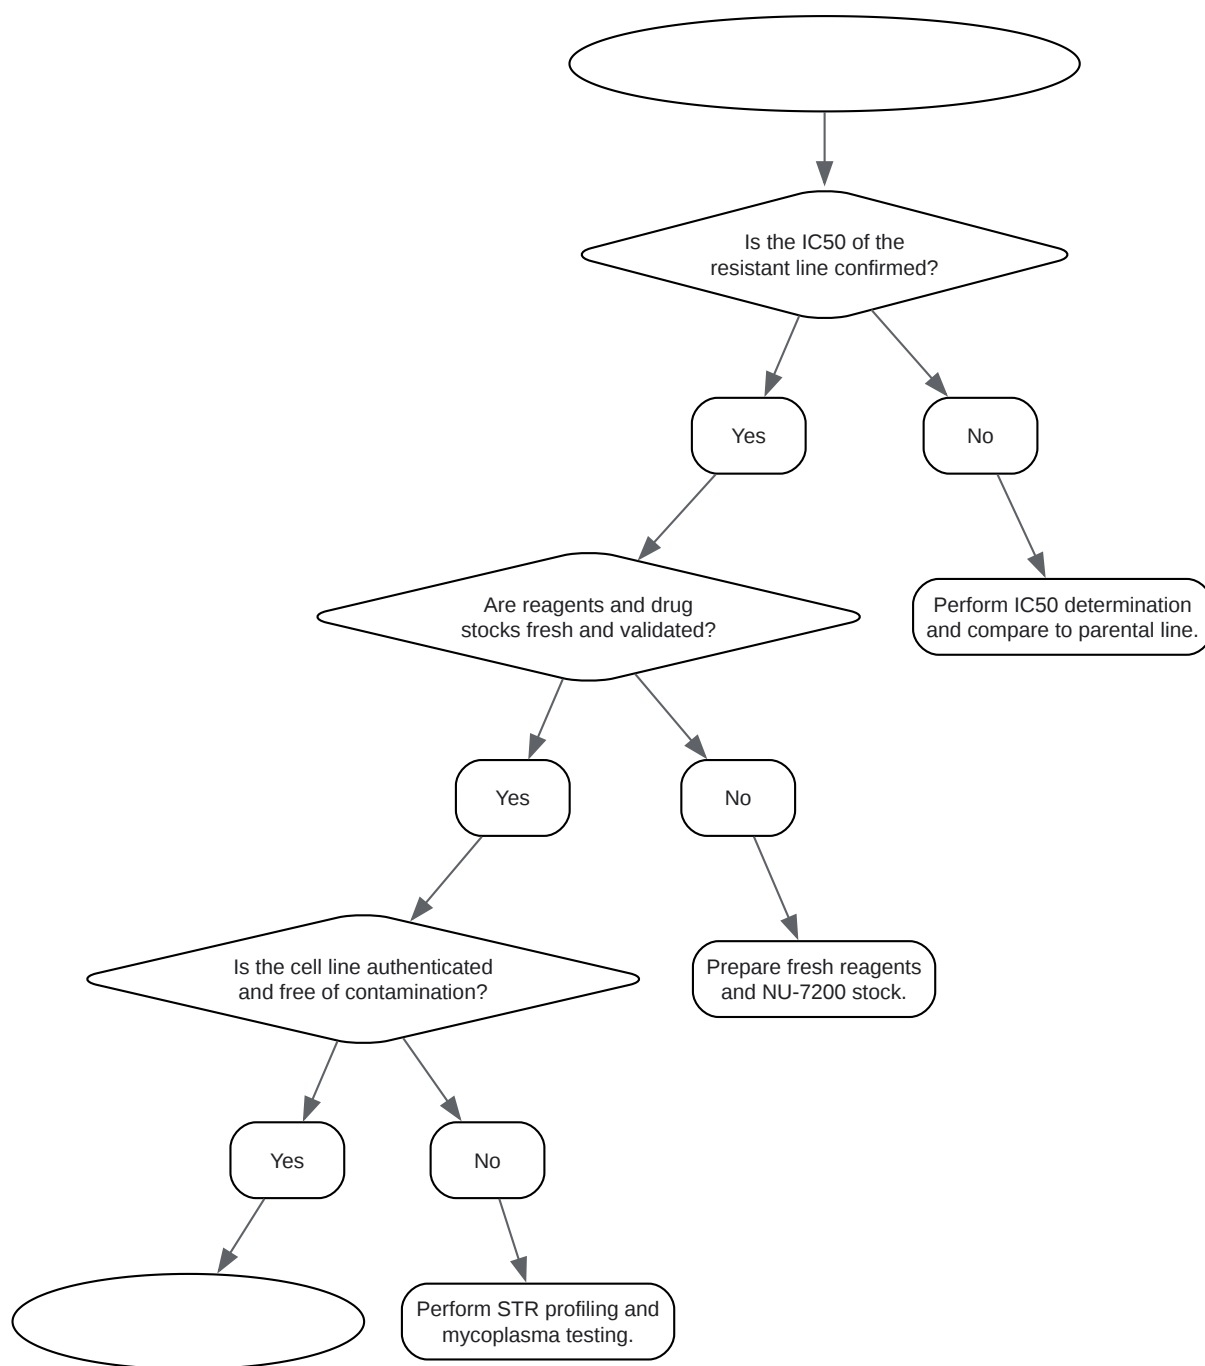 Is the IC50 of the
resistant line confirmed?
Yes
No
Perform IC50 determination
and compare to parental line.
Are reagents and drug
stocks fresh and validated?
Yes
No
Prepare fresh reagents
and NU-7200 stock.
Is the cell line authenticated
and free of contamination?
Yes
No
Perform STR profiling and
mycoplasma testing.